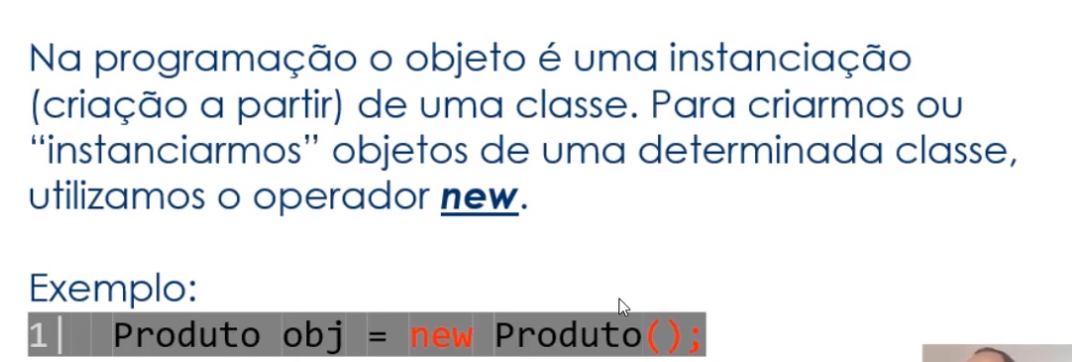 Na programação o objeto é uma instanciação
(criação a partir) de uma classe. Para criarmos ou
“instanciarmos” objetos de uma determinada classe,
utilizamos o operador new.
Exemplo:
1| Produto obj = new Produto();